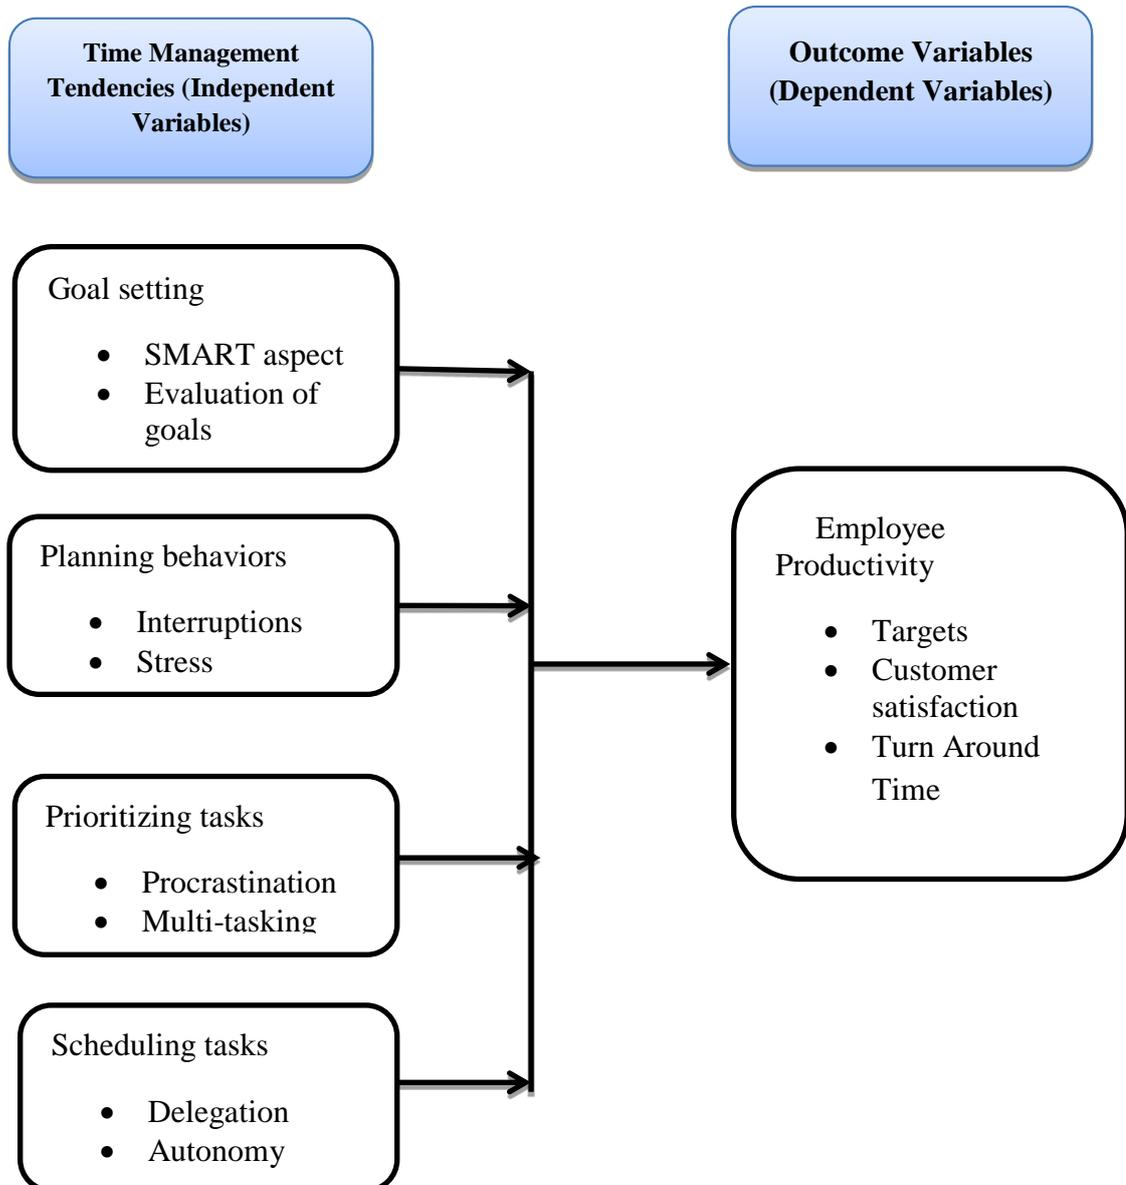 Time Management
Tendencies (Independent
Variables)
Outcome Variables
(Dependent Variables)
Goal setting
• SMART aspect
• Evaluation of
goals
Planning behaviors
• Interruptions
• Stress
Prioritizing tasks
• Procrastination
• Multi-tasking
Scheduling tasks
• Delegation
• Autonomy
Employee
Productivity
• Targets
• Customer
satisfaction
• Turn Around
Time